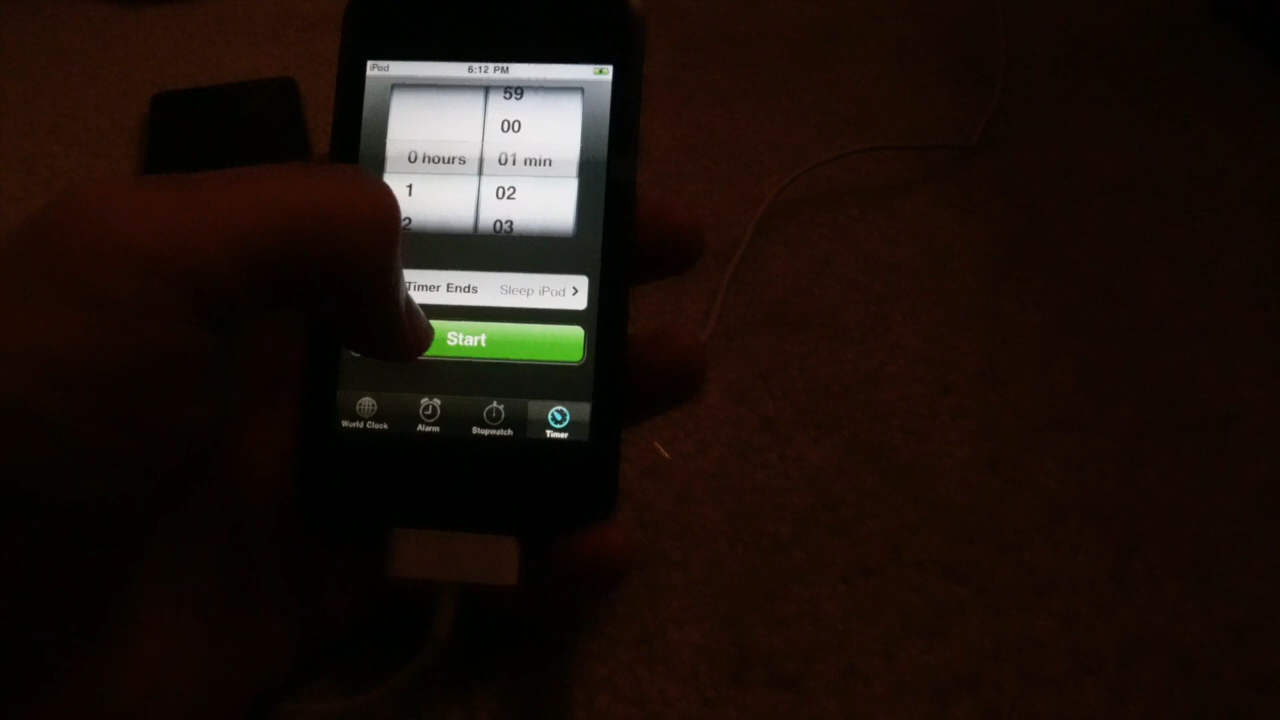 iPod 6:12 PM
59
00
0 hours 01 min
1 02
2 03
Timer Ends Sleep iPod
Start
World Clock Alarm Stopwatch Timer